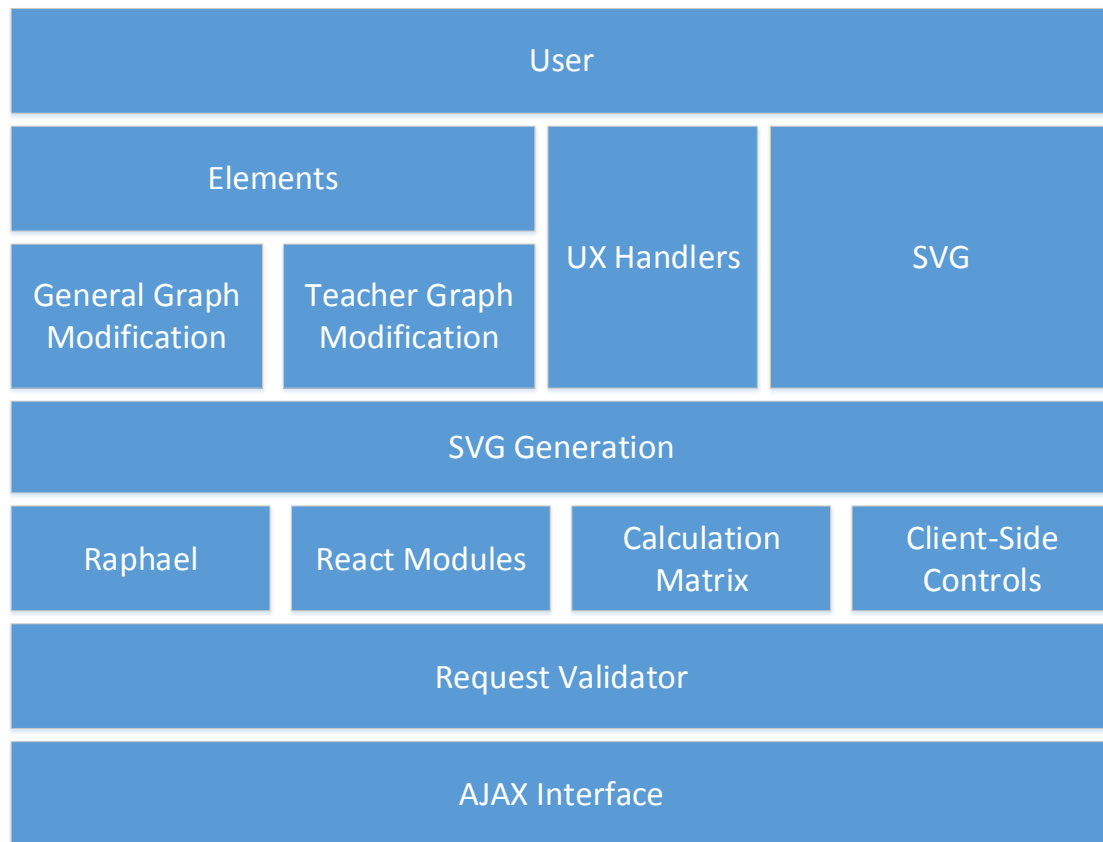 User
Elements
UX Handlers
SVG
General Graph
Modification
Teacher Graph
Modification
SVG Generation
Raphael
React Modules
Calculation
Matrix
Client-Side
Controls
Request Validator
AJAX Interface